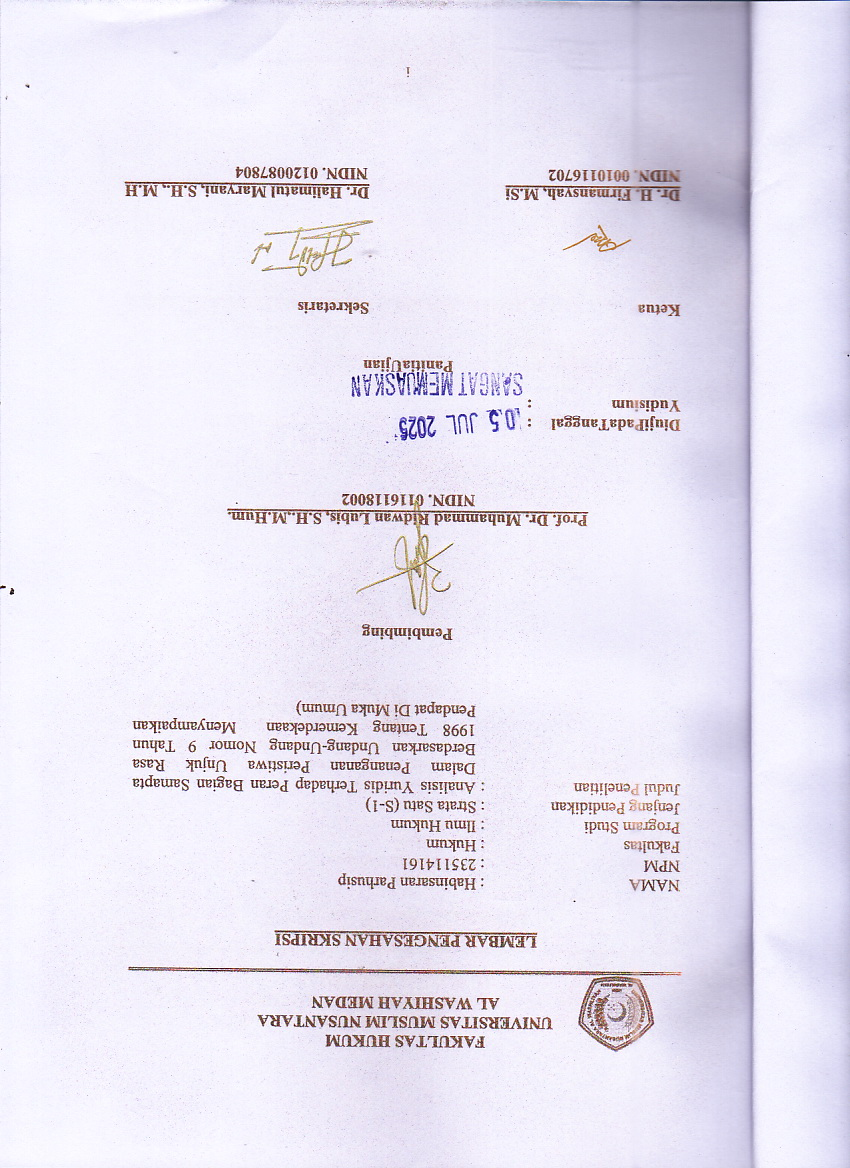 FAKULTAS HUKUM
UNIVERSITAS MUSLIM NUSANTARA
AL WASHIYAH MEDAN
LEMBAR PENGESAHAN SKRIPSI
NAMA : Habinsaran Parhusip
NPM : 235114161
Fakultas : Hukum
Program Studi : Ilmu Hukum
Jenjang Pendidikan : Strata Satu (S-1)
Judul Penelitian : Analisis Yuridis Terhadap Peran Bagian Samapta
Dalam Penanganan Peristiwa Unjuk Rasa
Berdasarkan Undang-Undang Nomor 9 Tahun
1998 Tentang Kemerdekaan Menyampaikan
Pendapat Di Muka Umum)
Pembimbing
Prof. Dr. Muhammad Ridwan Lubis, S.H.,M.Hum.
NIDN. 0116118002
DiujiPadaTanggal : 05 JUL 2025
Yudisium : SANGAT MEMUASKAN
PanitiaUjian
Ketua Sekretaris
Dr. H. Firmansyah, M.Si Dr. Halimatul Maryani, S.H., M.H
NIDN. 0010116702 NIDN. 0120087804
i